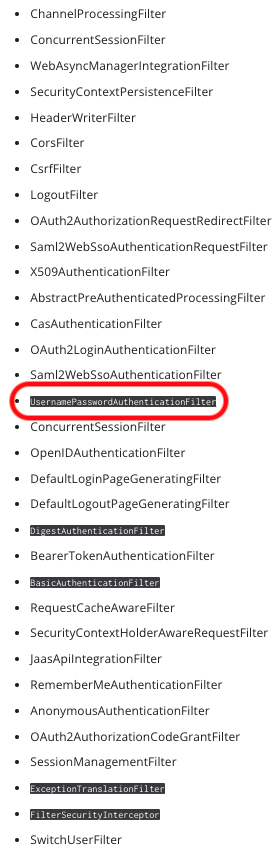 ChannelProcessingFilter
ConcurrentSessionFilter
WebAsyncManagerIntegrationFilter
SecurityContextPersistenceFilter
HeaderWriterFilter
CorsFilter
CsrfFilter
LogoutFilter
OAuth2AuthorizationRequestRedirectFilter
Saml2WebSsoAuthenticationRequestFilter
X509AuthenticationFilter
AbstractPreAuthenticatedProcessingFilter
CasAuthenticationFilter
OAuth2LoginAuthenticationFilter
Saml2WebSsoAuthenticationFilter
UsernamePasswordAuthenticationFilter
ConcurrentSessionFilter
OpenIDAuthenticationFilter
DefaultLoginPageGeneratingFilter
DefaultLogoutPageGeneratingFilter
DigestAuthenticationFilter
BearerTokenAuthenticationFilter
BasicAuthenticationFilter
RequestCacheAwareFilter
SecurityContextHolderAwareRequestFilter
JaasApiIntegrationFilter
RememberMeAuthenticationFilter
AnonymousAuthenticationFilter
OAuth2AuthorizationCodeGrantFilter
SessionManagementFilter
ExceptionTranslationFilter
FilterSecurityInterceptor
SwitchUserFilter